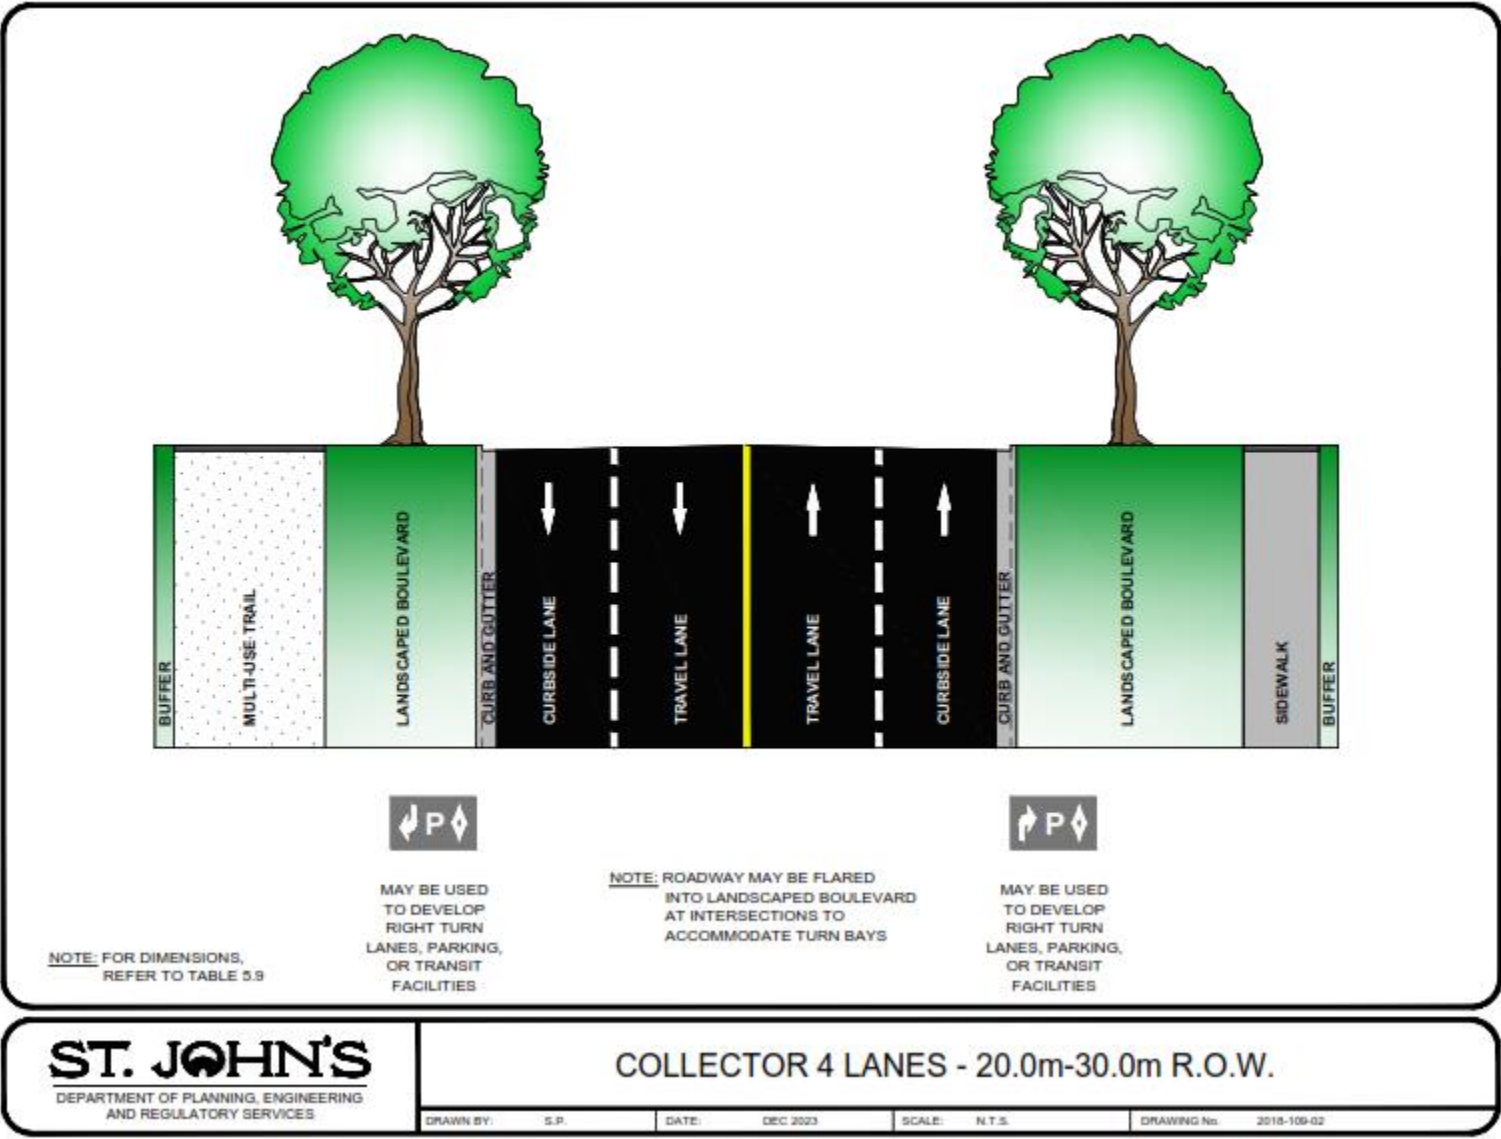 BUFFER
MULTI-USE TRAIL
LANDSCAPED BOULEVARD
CURB AND GUTTER
CURBSIDE LANE
TRAVEL LANE
TRAVEL LANE
CURBSIDE LANE
CURB AND GUTTER
LANDSCAPED BOULEVARD
SIDEWALK
BUFFER
P
P
MAY BE USED
TO DEVELOP
RIGHT TURN
LANES, PARKING,
OR TRANSIT
FACILITIES
NOTE: ROADWAY MAY BE FLARED
INTO LANDSCAPED BOULEVARD
AT INTERSECTIONS TO
ACCOMMODATE TURN BAYS
MAY BE USED
TO DEVELOP
RIGHT TURN
LANES, PARKING,
OR TRANSIT
FACILITIES
NOTE: FOR DIMENSIONS,
REFER TO TABLE 5.9
ST. JOHN'S
DEPARTMENT OF PLANNING, ENGINEERING
AND REGULATORY SERVICES
COLLECTOR 4 LANES - 20.0m-30.0m R.O.W.
DRAWN BY: S.P. DATE: DEC 2023 SCALE: N.T.S. DRAWING No. 2018-109-02